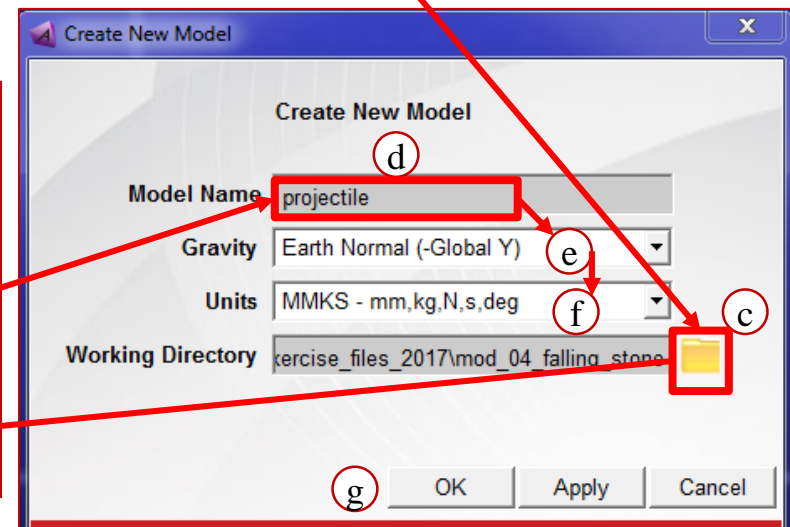 Create New Model
X
Create New Model
d
Model Name projectile
Gravity Earth Normal (-Global Y) e
Units MMKS - mm,kg,N,s,deg f
c
Working Directory xercise_files_2017\mod_04_falling_stone
g OK Apply Cancel